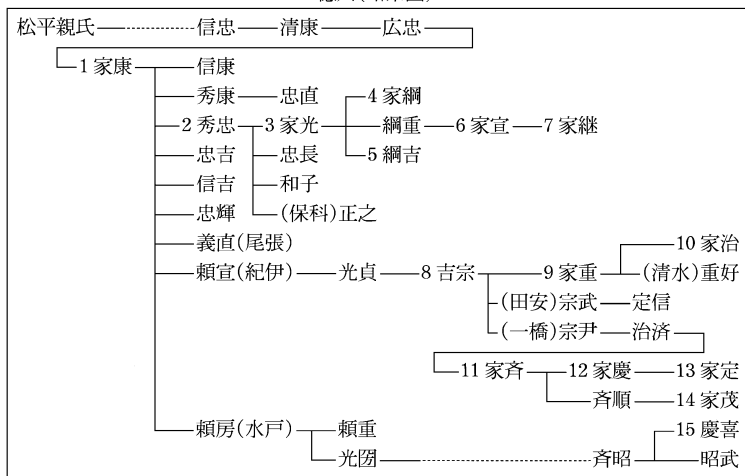 松平親氏 信忠 清康 広忠
1 家康 信康
秀康 忠直 4 家綱
2 秀忠 3 家光 綱重 6 家宣 7 家継
忠吉 忠長 5 綱吉
信吉 和子
忠輝 (保科)正之
義直(尾張) 10 家治
頼宣(紀伊) 光貞 8 吉宗 9 家重 (清水)重好
(田安)宗武 定信
(一橋)宗尹 治済
11 家斉 12 家慶 13 家定
斉順 14 家茂
頼房(水戸) 頼重 15 慶喜
光圀 斉昭 昭武